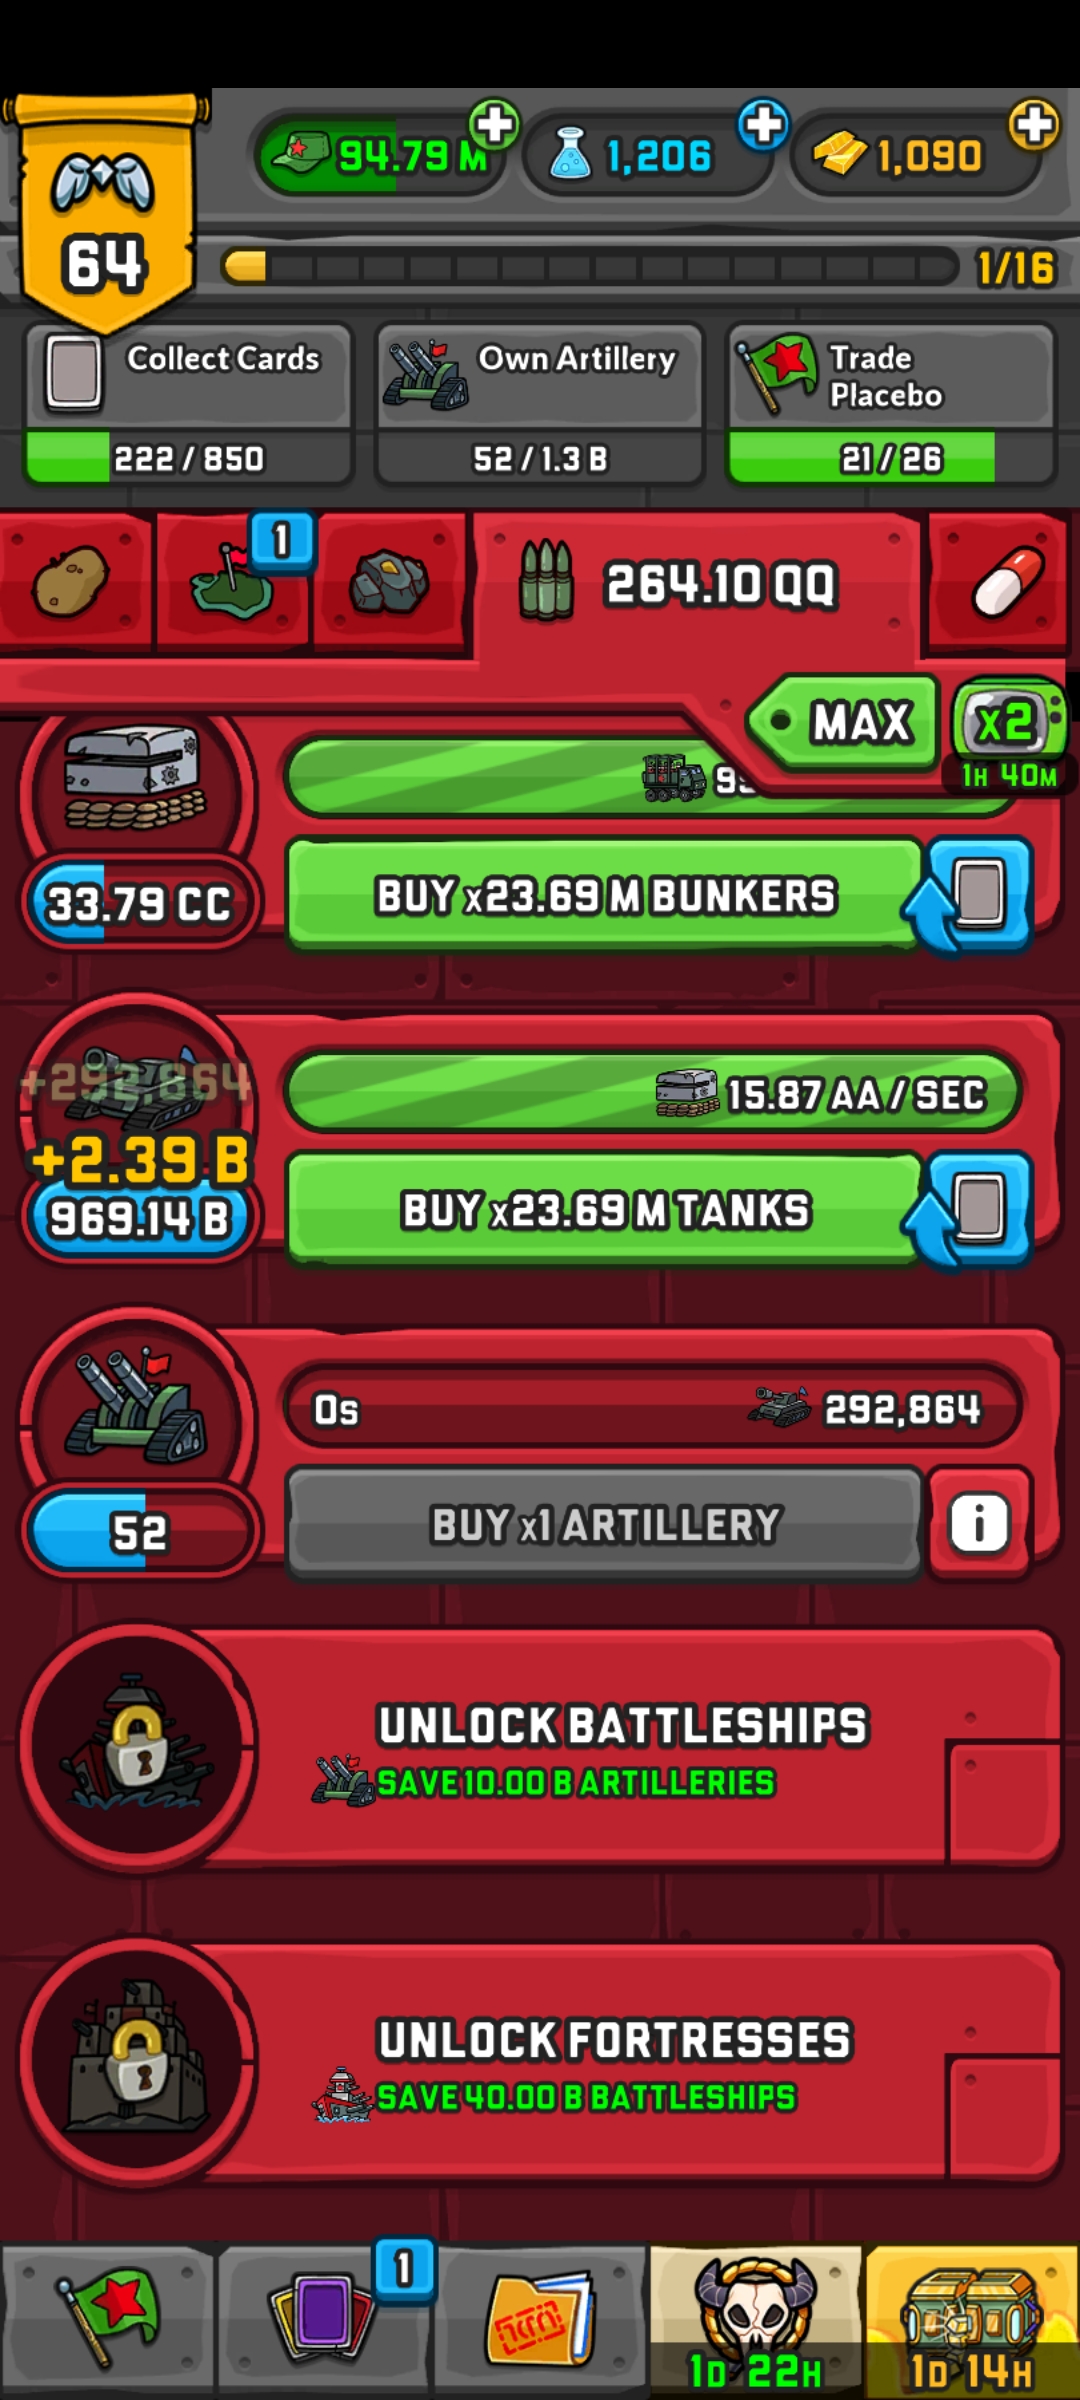 94.79 M
1,206
1,090
64
1/16
Collect Cards
222 / 850
Own Artillery
52 / 1.3 B
Trade
Placebo
21 / 26
1
264.10 QQ
MAX
x2
1H 40M
33.79 CC
BUY x23.69 M BUNKERS
+292,864
+2.39 B
969.14 B
15.87 AA / SEC
BUY x23.69 M TANKS
0s
292,864
52
BUY x1 ARTILLERY
i
UNLOCK BATTLESHIPS
SAVE 10.00 B ARTILLERIES
UNLOCK FORTRESSES
SAVE 40.00 B BATTLESHIPS
1
1D 22H
1D 14H